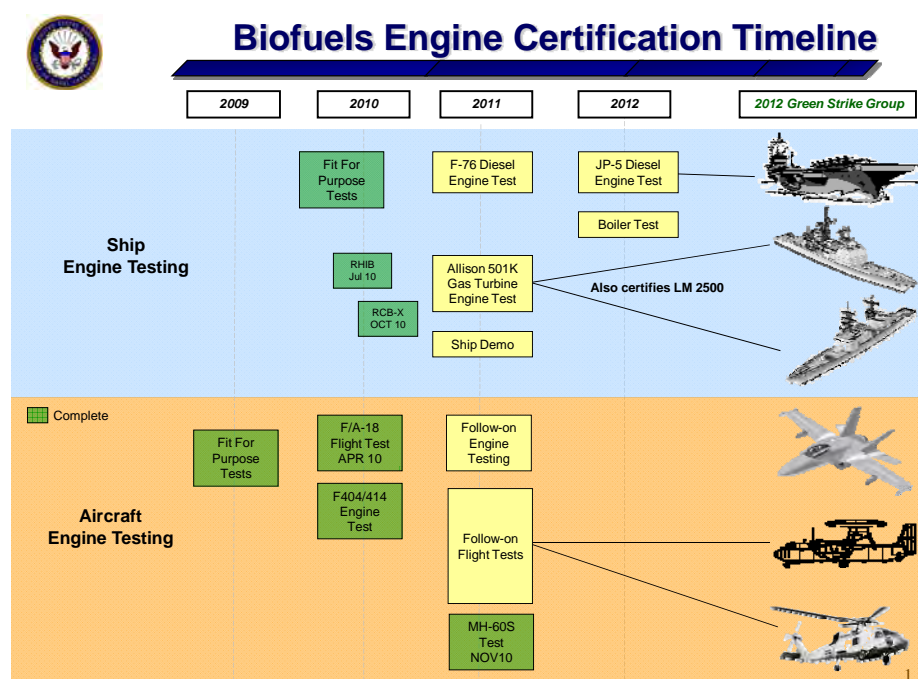 Biofuels Engine Certification Timeline
2009
2010
2011
2012
2012 Green Strike Group
Ship
Engine Testing
Fit For
Purpose
Tests
RHIB
Jul 10
RCB-X
OCT 10
F-76 Diesel
Engine Test
Allison 501K
Gas Turbine
Engine Test
Ship Demo
JP-5 Diesel
Engine Test
Boiler Test
Also certifies LM 2500
Complete
Aircraft
Engine Testing
Fit For
Purpose
Tests
F/A-18
Flight Test
APR 10
F404/414
Engine
Test
Follow-on
Engine
Testing
Follow-on
Flight Tests
MH-60S
Test
NOV10
1